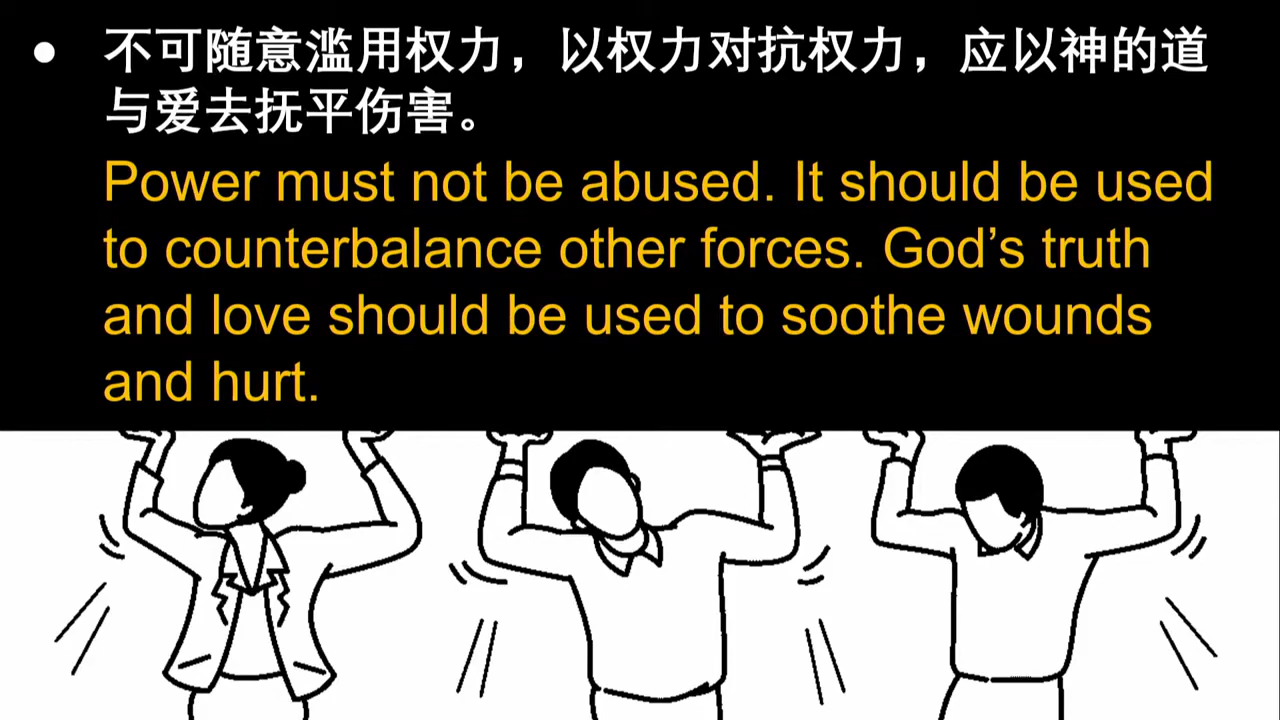 ● 不可随意滥用权力，以权力对抗权力，应以神的道
与爱去抚平伤害。
Power must not be abused. It should be used
to counterbalance other forces. God’s truth
and love should be used to soothe wounds
and hurt.